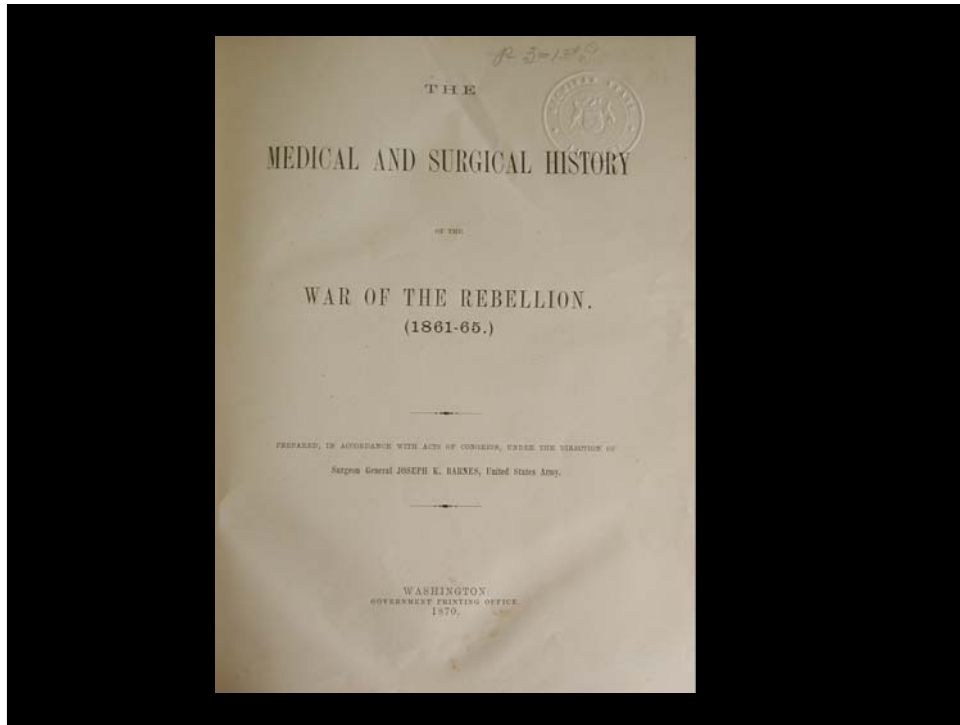 THE
MEDICAL AND SURGICAL HISTORY
OF THE
WAR OF THE REBELLION.
(1861-65.)
PREPARED, IN ACCORDANCE WITH ACTS OF CONGRESS, UNDER THE DIRECTION OF
Surgeon General JOSEPH K. BARNES, United States Army.
WASHINGTON:
GOVERNMENT PRINTING OFFICE.
1870.